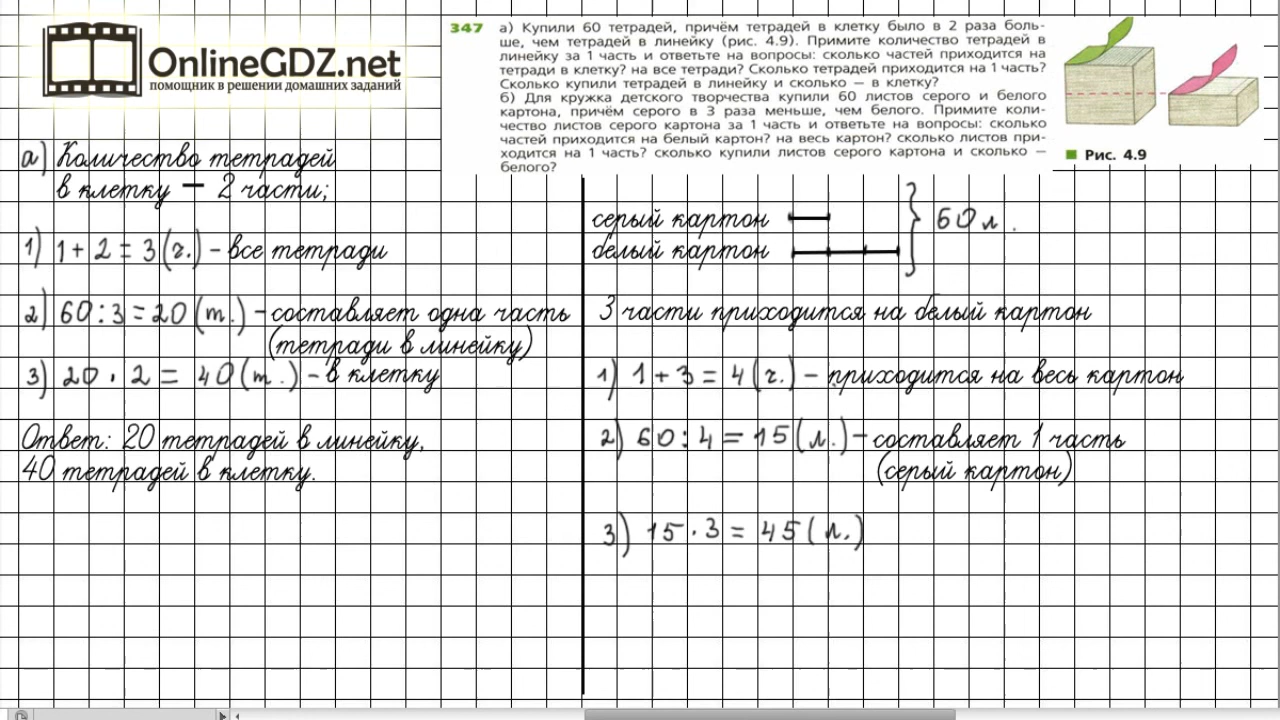 OnlineGDZ.net
помощник в решении домашних заданий
347 а) Купили 60 тетрадей, причём тетрадей в клетку было в 2 раза боль-
ше, чем тетрадей в линейку (рис. 4.9). Примите количество тетрадей в
линейку за 1 часть и ответьте на вопросы: сколько частей приходится на
тетради в клетку? на все тетради? Сколько тетрадей приходится на 1 часть?
Сколько купили тетрадей в линейку и сколько — в клетку?
б) Для кружка детского творчества купили 60 листов серого и белого
картона, причём серого в 3 раза меньше, чем белого. Примите коли-
чество листов серого картона за 1 часть и ответьте на вопросы: сколько
частей приходится на белый картон? на весь картон? сколько листов при-
ходится на 1 часть? сколько купили листов серого картона и сколько —
белого?
Рис. 4.9
а) Количество тетрадей
в клетку — 2 части;
1) 1 + 2 = 3 (ч.) - все тетради
2) 60 : 3 = 20 (т.) - составляет одна часть
(тетради в линейку)
3) 20 · 2 = 40 (т.) - в клетку
Ответ: 20 тетрадей в линейку,
40 тетрадей в клетку.
серый картон
белый картон
60 л.
3 части приходится на белый картон
1) 1 + 3 = 4 (ч.) - приходится на весь картон
2) 60 : 4 = 15 (л.) - составляет 1 часть
(серый картон)
3) 15 · 3 = 45 (л.)